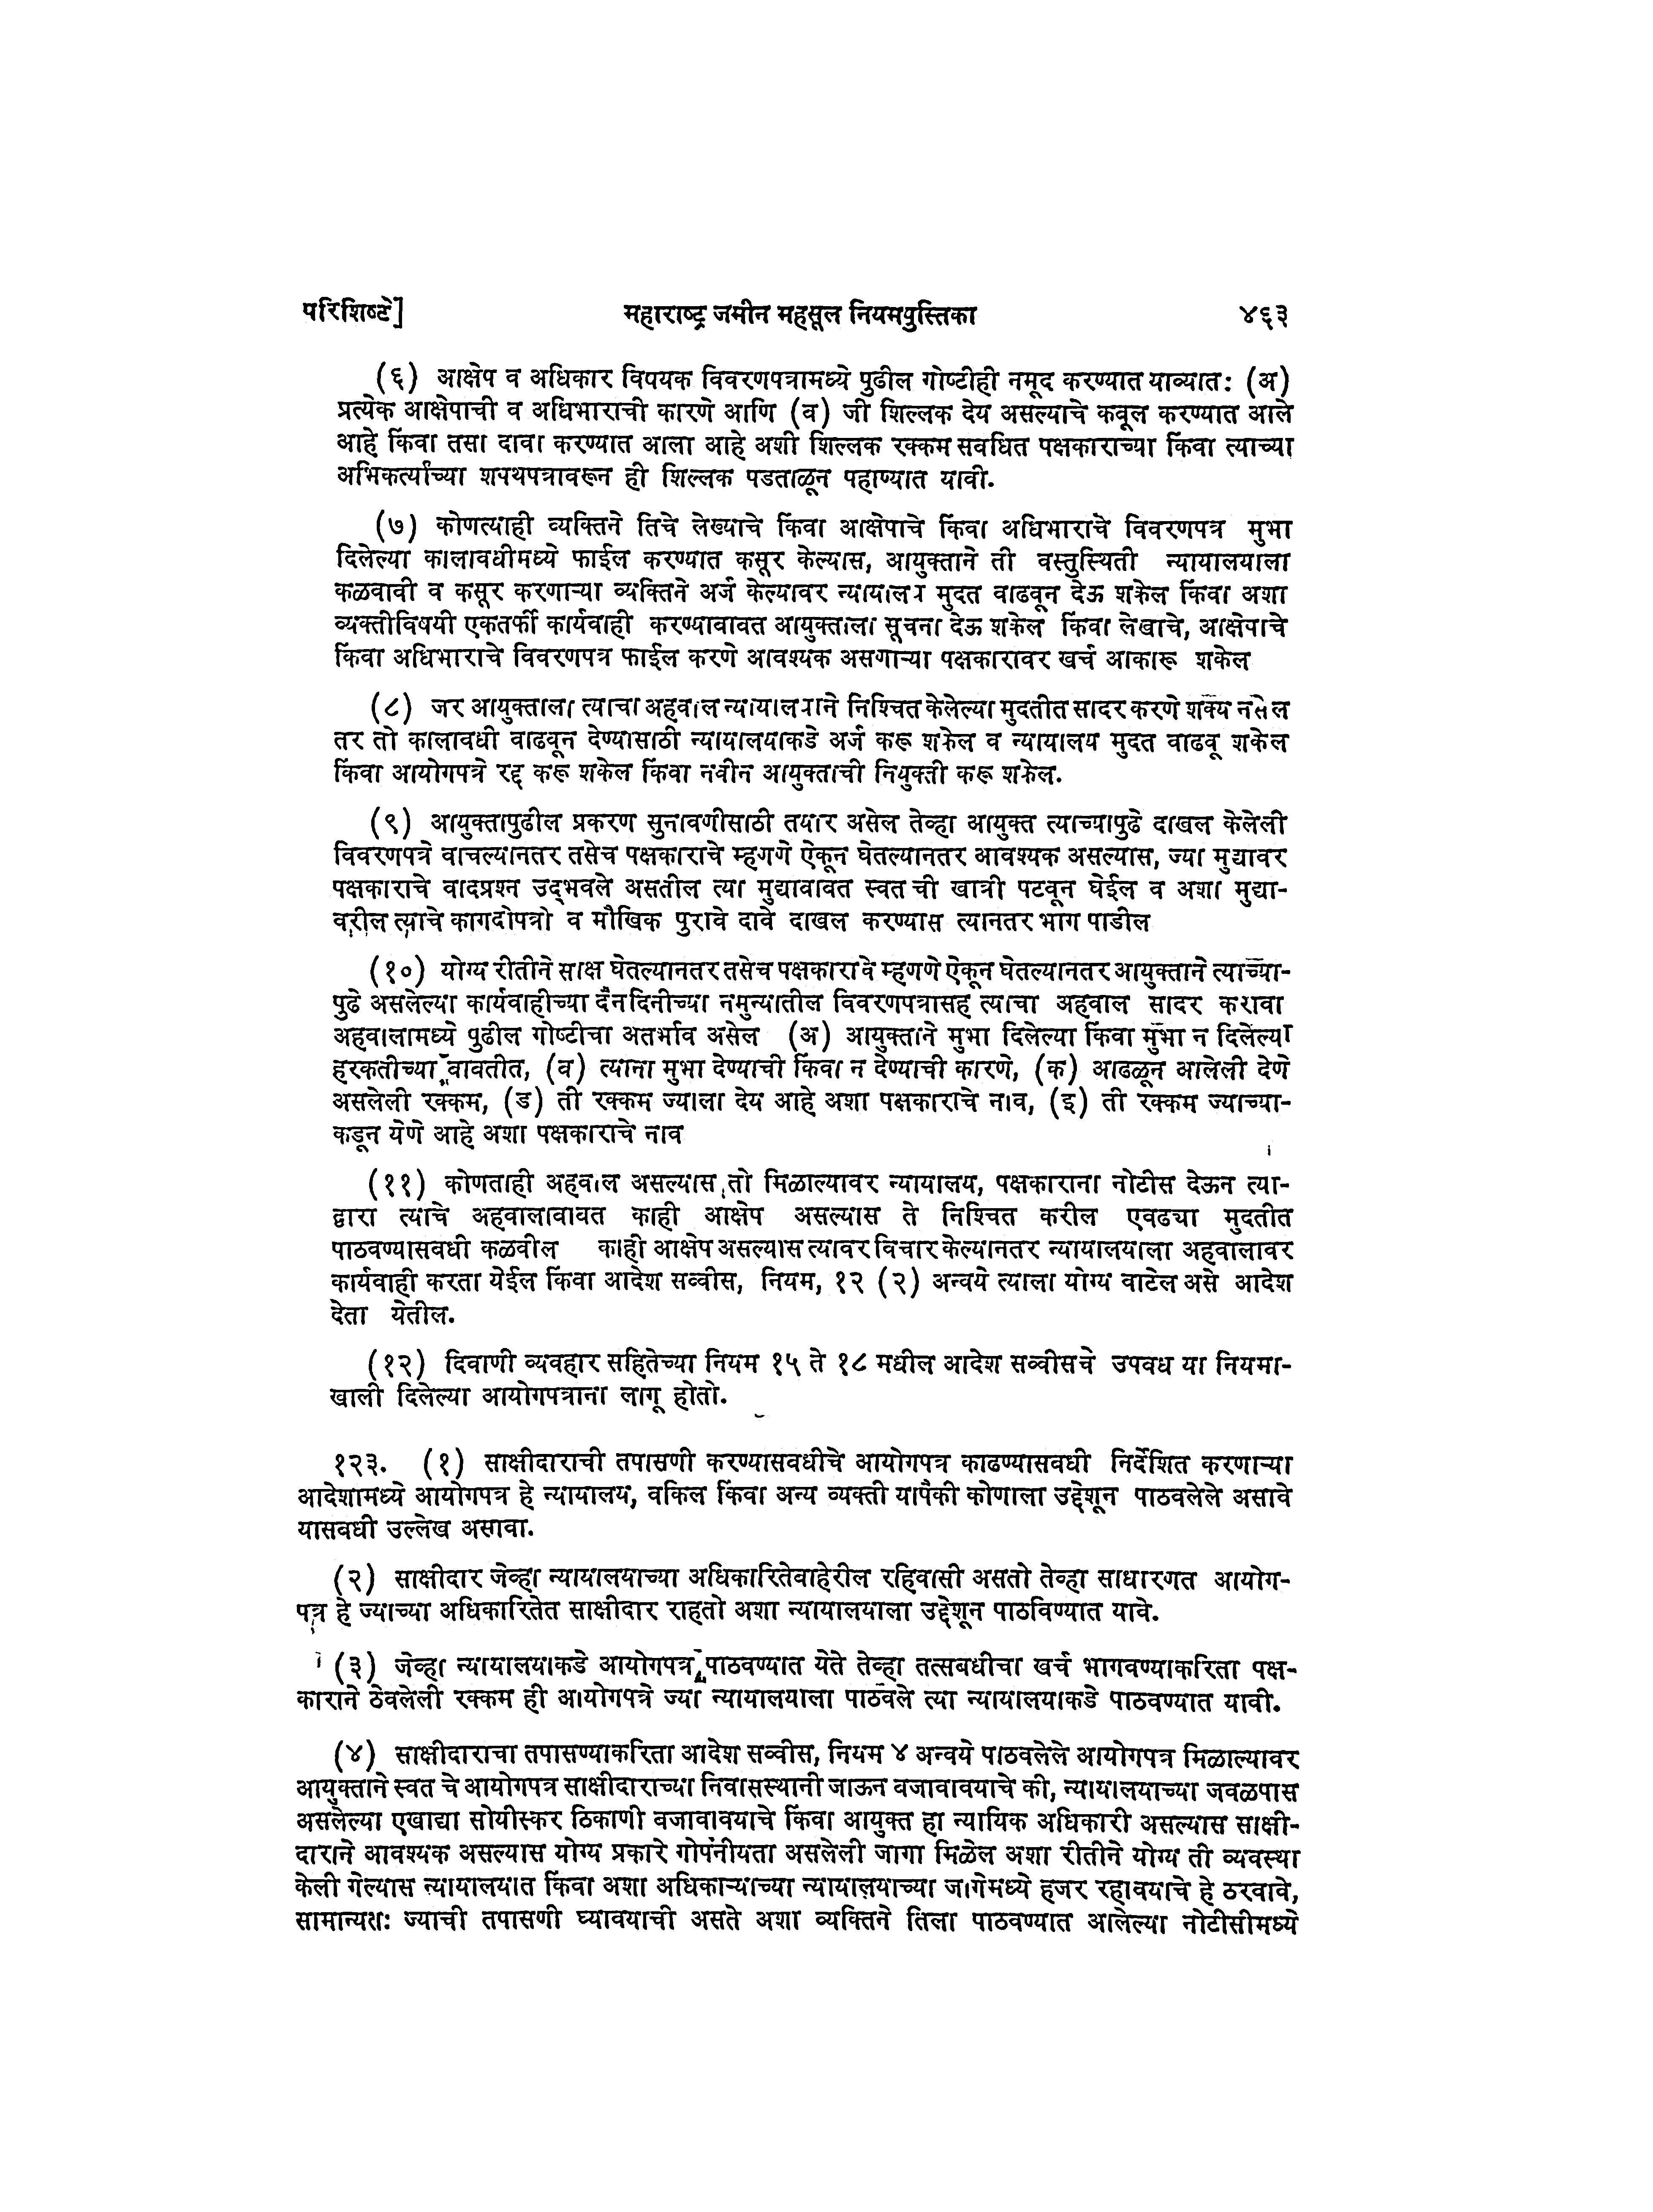 परिशिष्टे] महाराष्ट्र जमीन महसूल नियमपुस्तिका ४६३
(६) आक्षेप व अधिकार विषयक विवरणपत्रामध्ये पुढील गोष्टीही नमूद करण्यात याव्यात: (अ)
प्रत्येक आक्षेपाची व अधिभाराची कारणे आणि (व) जी शिल्लक देय असल्याचे कवूल करण्यात आले
आहे किंवा तसा दावा करण्यात आला आहे अशी शिल्लक रक्कम सवधित पक्षकाराच्या किंवा त्याच्या
अभिकर्त्याच्या शपथपत्रावरून ही शिल्लक पडताळून पहाण्यात यावी.
(७) कोणत्याही व्यक्तिने तिचे लेख्याचे किंवा आक्षेपाचे किंवा अधिभाराचे विवरणपत्र मुभा
दिलेल्या कालावधीमध्ये फाईल करण्यात कसूर केल्यास, आयुक्ताने ती वस्तुस्थिती न्यायालयाला
कळवावी व कसूर करणाऱ्या व्यक्तिने अर्ज केल्यावर न्यायालय मुदत वाढवून देऊ शकेल किंवा अशा
व्यक्तीविषयी एकतर्फी कार्यवाही करण्यावावत आयुक्ताला सूचना देऊ शकेल किंवा लेखाचे, आक्षेपाचे
किंवा अधिभाराचे विवरणपत्र फाईल करणे आवश्यक असणाऱ्या पक्षकारावर खर्च आकारू शकेल
(८) जर आयुक्ताला त्याचा अहवाल न्यायालयाने निश्चित केलेल्या मुदतीत सादर करणे शक्य नसेल
तर तो कालावधी वाढवून देण्यासाठी न्यायालयाकडे अर्ज करू शकेल व न्यायालय मुदत वाढवू शकेल
किंवा आयोगपत्रे रद्द करू शकेल किंवा नवीन आयुक्ताची नियुक्ती करू शकेल.
(९) आयुक्तापुढील प्रकरण सुनावणीसाठी तयार असेल तेव्हा आयुक्त त्याच्यापुढे दाखल केलेली
विवरणपत्रे वाचल्यानतर तसेच पक्षकाराचे म्हणणे ऐकून घेतल्यानतर आवश्यक असल्यास, ज्या मुद्यावर
पक्षकाराचे वादप्रश्न उद्‌भवले असतील त्या मुद्यावावत स्वत ची खात्री पटवून घेईल व अशा मुद्या-
वरील त्याचे कागदोपत्रो व मौखिक पुरावे दावे दाखल करण्यास त्यानतर भाग पाडील
(१०) योग्य रीतीने साक्ष घेतल्यानतर तसेच पक्षकाराचे म्हणणे ऐकून घेतल्यानतर आयुक्ताने त्याच्या-
पुढे असलेल्या कार्यवाहीच्या दैनदिनीच्या नमुन्यातील विवरणपत्रासह त्याचा अहवाल सादर करावा
अहवालामध्ये पुढील गोष्टीचा अतर्भाव असेल (अ) आयुक्ताने मुभा दिलेल्या किंवा मुभा न दिलेल्या
हरकतीच्या वावतीत, (व) त्याना मुभा देण्याची किंवा न देण्याची कारणे, (क) आढळून आलेली देणे
असलेली रक्कम, (ड) ती रक्कम ज्याला देय आहे अशा पक्षकाराचे नाव, (इ) ती रक्कम ज्याच्या-
कडून येणे आहे अशा पक्षकाराचे नाव
(११) कोणताही अहवाल असल्यास तो मिळाल्यावर न्यायालय, पक्षकाराना नोटीस देऊन त्या-
द्वारा त्याचे अहवालावावत काही आक्षेप असल्यास ते निश्चित करील एवढ्या मुदतीत
पाठवण्यासवधी कळवील काही आक्षेप असल्यास त्यावर विचार केल्यानतर न्यायालयाला अहवालावर
कार्यवाही करता येईल किंवा आदेश सव्वीस, नियम, १२ (२) अन्वये त्याला योग्य वाटेल असे आदेश
देता येतील.
(१२) दिवाणी व्यवहार सहितेच्या नियम १५ ते १८ मधील आदेश सव्वीसचे उपवध या नियमा-
खाली दिलेल्या आयोगपत्राना लागू होतो.
१२३. (१) साक्षीदाराची तपासणी करण्यासवधीचे आयोगपत्र काढण्यासवधी निर्देशित करणाऱ्या
आदेशामध्ये आयोगपत्र हे न्यायालय, वकिल किंवा अन्य व्यक्ती यापैकी कोणाला उद्देशून पाठवलेले असावे
यासवधी उल्लेख असावा.
(२) साक्षीदार जेव्हा न्यायालयाच्या अधिकारितेवाहेरील रहिवासी असतो तेव्हा साधारणत आयोग-
पत्र हे ज्याच्या अधिकारितेत साक्षीदार राहतो अशा न्यायालयाला उद्देशून पाठविण्यात यावे.
(३) जेव्हा न्यायालयाकडे आयोगपत्र पाठवण्यात येते तेव्हा तत्सबधीचा खर्च भागवण्याकरिता पक्ष-
काराने ठेवलेली रक्कम ही आयोगपत्रे ज्या न्यायालयाला पाठवले त्या न्यायालयाकडे पाठवण्यात यावी.
(४) साक्षीदाराचा तपासण्याकरिता आदेश सव्वीस, नियम ४ अन्वये पाठवलेले आयोगपत्र मिळाल्यावर
आयुक्ताने स्वत चे आयोगपत्र साक्षीदाराच्या निवासस्थानी जाऊन वजावावयाचे की, न्यायालयाच्या जवळपास
असलेल्या एखाद्या सोयीस्कर ठिकाणी वजावावयाचे किंवा आयुक्त हा न्यायिक अधिकारी असल्यास साक्षी-
दाराने आवश्यक असल्यास योग्य प्रकारे गोपनीयता असलेली जागा मिळेल अशा रीतीने योग्य ती व्यवस्था
केली गेल्यास न्यायालयात किंवा अशा अधिकाऱ्याच्या न्यायालयाच्या जागेमध्ये हजर रहावयाचे हे ठरवावे,
सामान्यतः ज्याची तपासणी घ्यावयाची असते अशा व्यक्तिने तिला पाठवण्यात आलेल्या नोटीसीमध्ये